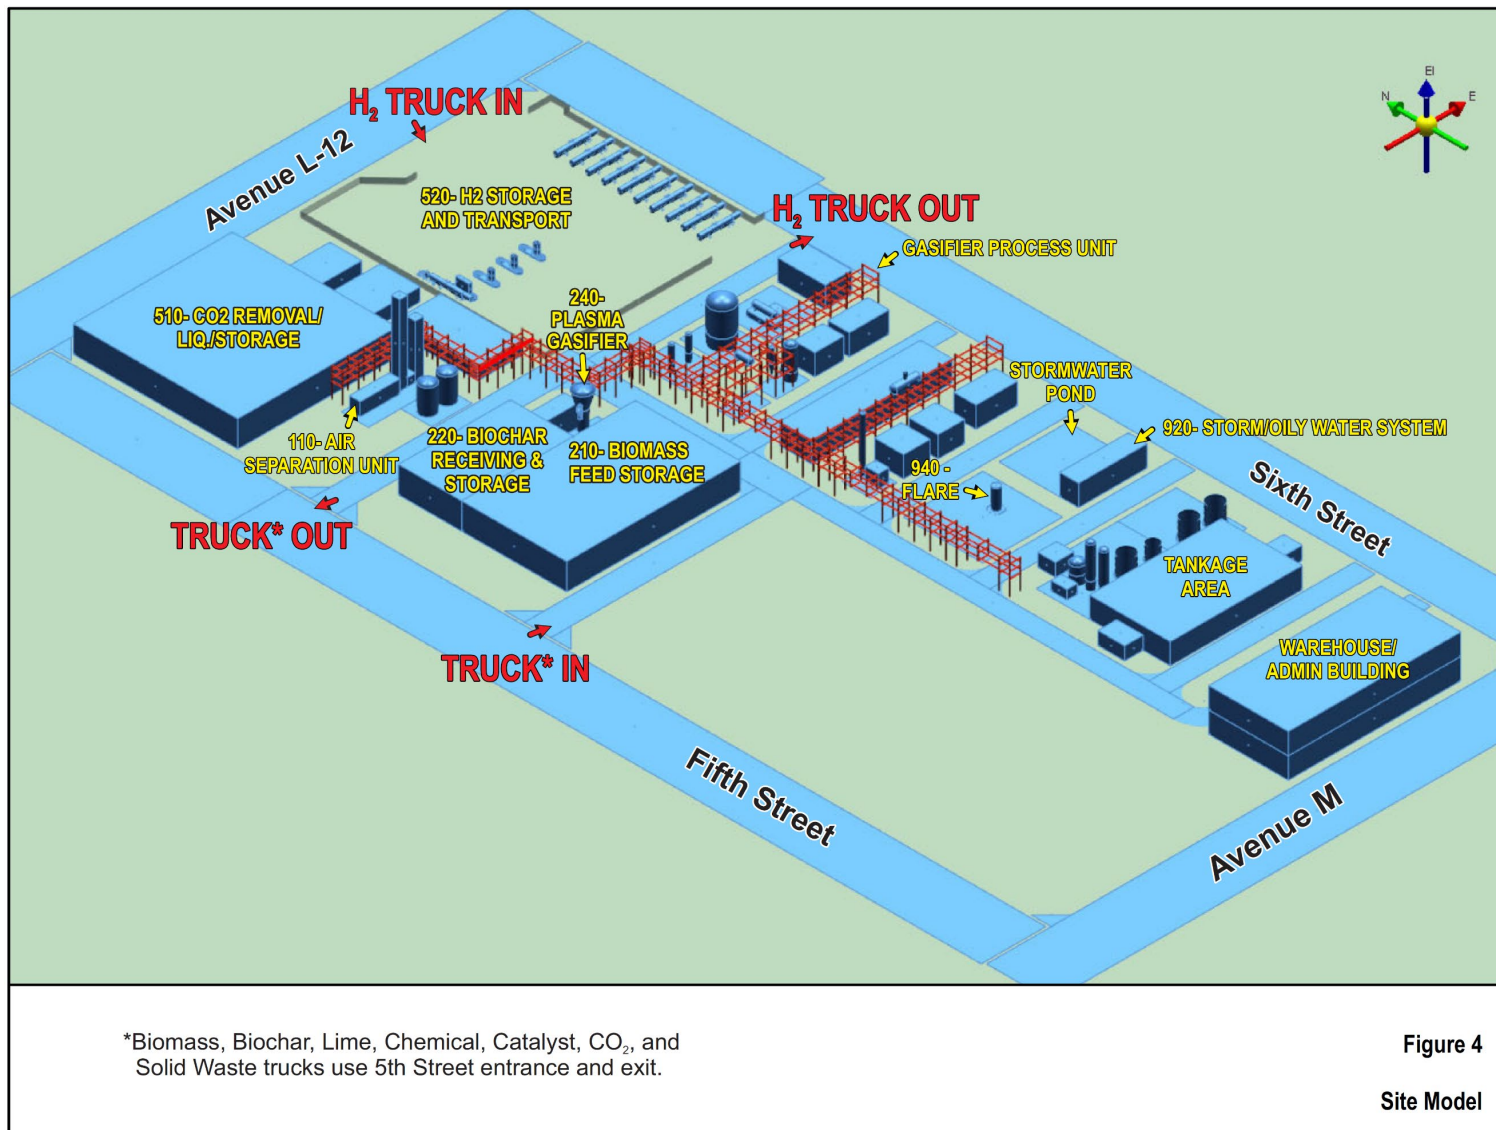 El
N
E
H₂ TRUCK IN
Avenue L-12
520- H2 STORAGE
AND TRANSPORT
H₂ TRUCK OUT
GASIFIER PROCESS UNIT
240-
PLASMA
GASIFIER
510- CO2 REMOVAL/
LIQ./STORAGE
STORMWATER
POND
110- AIR
SEPARATION UNIT
220- BIOCHAR
RECEIVING &
STORAGE
210- BIOMASS
FEED STORAGE
920- STORM/OILY WATER SYSTEM
940 -
FLARE
Sixth Street
TRUCK* OUT
TANKAGE
AREA
TRUCK* IN
WAREHOUSE/
ADMIN BUILDING
Fifth Street
Avenue M
*Biomass, Biochar, Lime, Chemical, Catalyst, CO₂, and
Solid Waste trucks use 5th Street entrance and exit.
Figure 4
Site Model